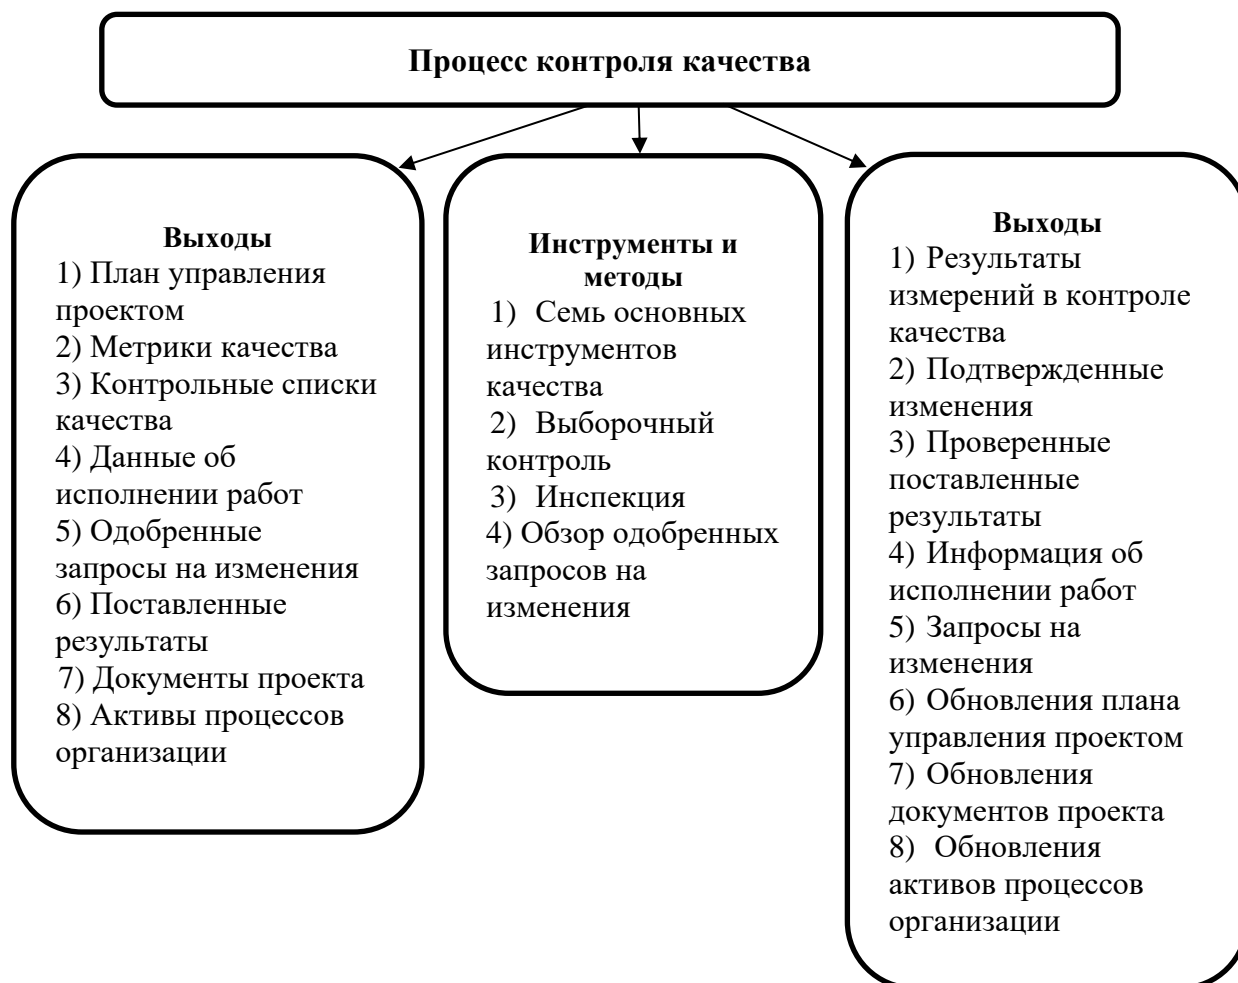 Процесс контроля качества
Выходы
1) План управления
проектом
2) Метрики качества
3) Контрольные списки
качества
4) Данные об
исполнении работ
5) Одобренные
запросы на изменения
6) Поставленные
результаты
7) Документы проекта
8) Активы процессов
организации
Инструменты и
методы
1) Семь основных
инструментов
качества
2) Выборочный
контроль
3) Инспекция
4) Обзор одобренных
запросов на
изменения
Выходы
1) Результаты
измерений в контроле
качества
2) Подтвержденные
изменения
3) Проверенные
поставленные
результаты
4) Информация об
исполнении работ
5) Запросы на
изменения
6) Обновления плана
управления проектом
7) Обновления
документов проекта
8) Обновления
активов процессов
организации